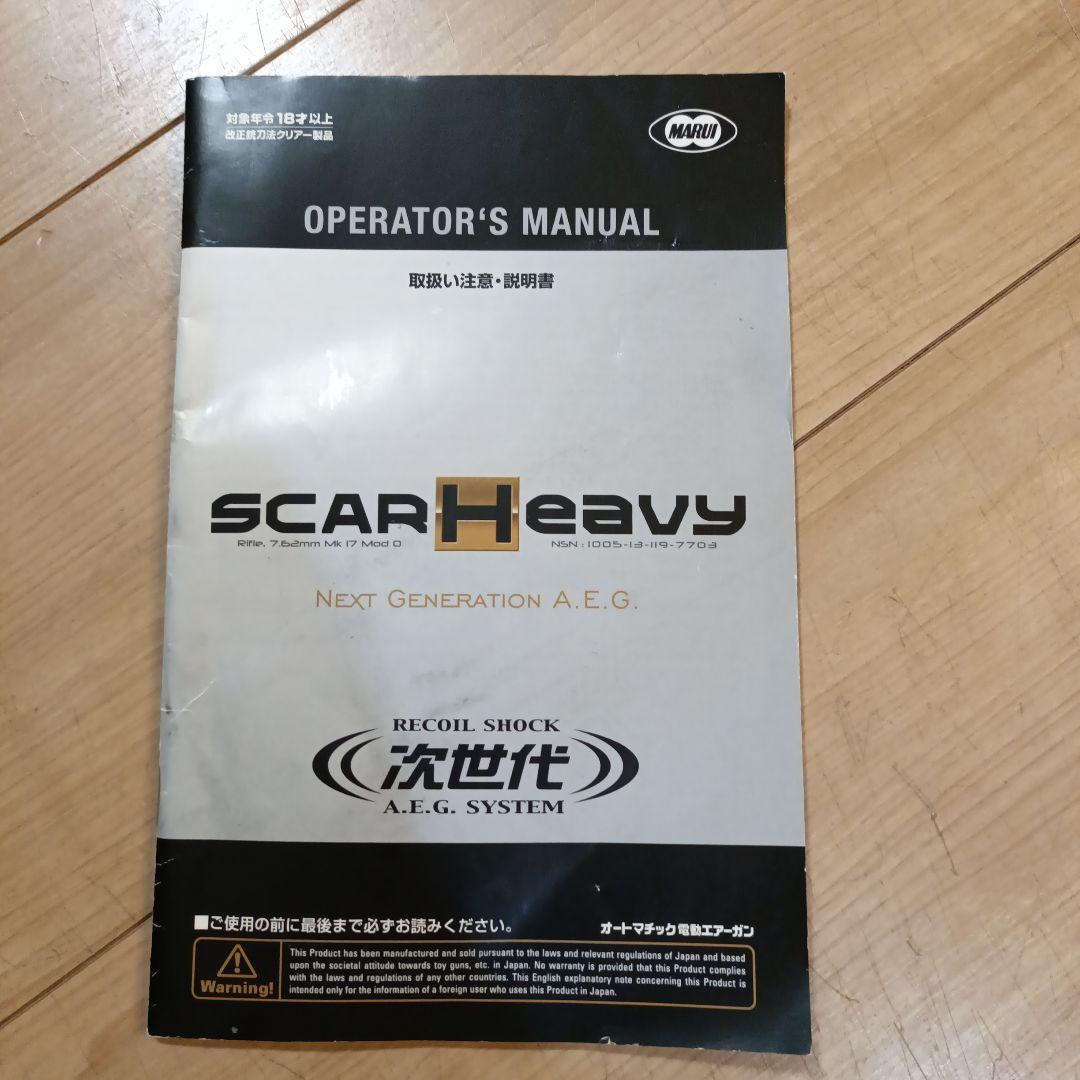 対象年令18才以上
改正銃刀法クリアー製品
MARUI
OPERATOR‘S MANUAL
取扱い注意・説明書
SCAR Heavy
Rifle, 7.62mm Mk 17 Mod 0
NSN : 1005-13-119-7703
NEXT GENERATION A.E.G.
RECOIL SHOCK
次世代
A.E.G. SYSTEM
■ご使用の前に最後まで必ずお読みください。
オートマチック電動エアーガン
Warning!
This Product has been manufactured and sold pursuant to the laws and relevant regulations of Japan and based
upon the societal attitude towards toy guns, etc. in Japan. No warranty is provided that this Product complies
with the laws and regulations of any other countries. This English explanatory note concerning this Product is
intended only for the information of a foreign user who uses this Product in Japan.